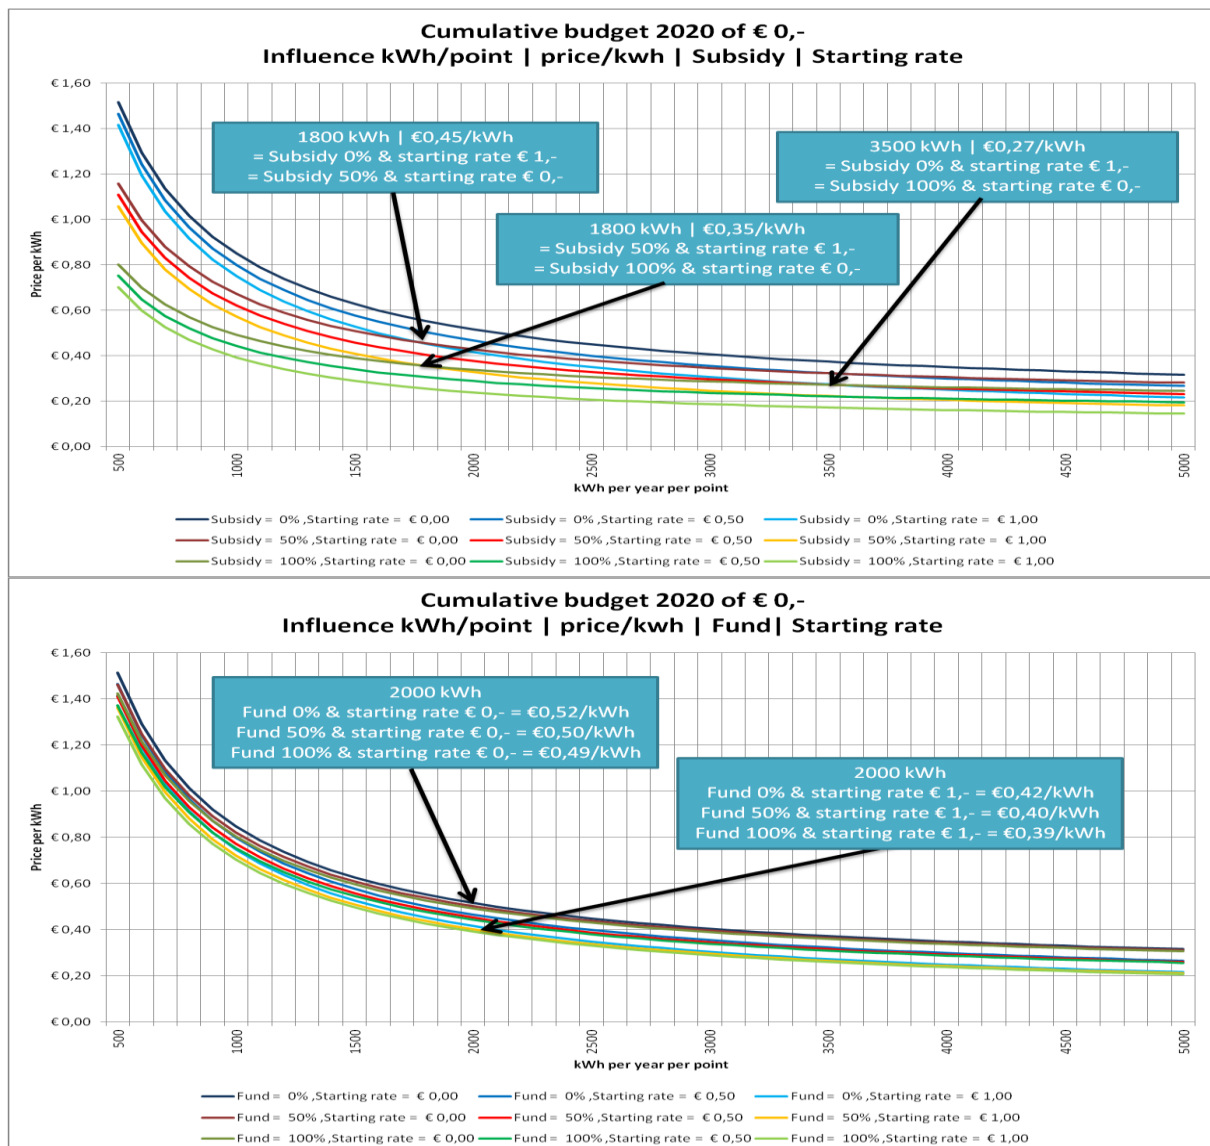 Cumulative budget 2020 of € 0,-
Influence kWh/point | price/kwh | Subsidy | Starting rate
€ 1,60
€ 1,40
€ 1,20
€ 1,00
€ 0,80
€ 0,60
€ 0,40
€ 0,20
€ 0,00
Price per kWh
1800 kWh | €0,45/kWh
= Subsidy 0% & starting rate € 1,-
= Subsidy 50% & starting rate € 0,-
3500 kWh | €0,27/kWh
= Subsidy 0% & starting rate € 1,-
= Subsidy 100% & starting rate € 0,-
1800 kWh | €0,35/kWh
= Subsidy 50% & starting rate € 1,-
= Subsidy 100% & starting rate € 0,-
500 1000 1500 2000 2500 3000 3500 4000 4500 5000
kWh per year per point
Subsidy = 0% ,Starting rate = € 0,00 Subsidy = 0% ,Starting rate = € 0,50 Subsidy = 0% ,Starting rate = € 1,00
Subsidy = 50% ,Starting rate = € 0,00 Subsidy = 50% ,Starting rate = € 0,50 Subsidy = 50% ,Starting rate = € 1,00
Subsidy = 100% ,Starting rate = € 0,00 Subsidy = 100% ,Starting rate = € 0,50 Subsidy = 100% ,Starting rate = € 1,00
Cumulative budget 2020 of € 0,-
Influence kWh/point | price/kwh | Fund| Starting rate
€ 1,60
€ 1,40
€ 1,20
€ 1,00
€ 0,80
€ 0,60
€ 0,40
€ 0,20
€ 0,00
Price per kWh
2000 kWh
Fund 0% & starting rate € 0,- = €0,52/kWh
Fund 50% & starting rate € 0,- = €0,50/kWh
Fund 100% & starting rate € 0,- = €0,49/kWh
2000 kWh
Fund 0% & starting rate € 1,- = €0,42/kWh
Fund 50% & starting rate € 1,- = €0,40/kWh
Fund 100% & starting rate € 1,- = €0,39/kWh
500 1000 1500 2000 2500 3000 3500 4000 4500 5000
kWh per year per point
Fund = 0% ,Starting rate = € 0,00 Fund = 0% ,Starting rate = € 0,50 Fund = 0% ,Starting rate = € 1,00
Fund = 50% ,Starting rate = € 0,00 Fund = 50% ,Starting rate = € 0,50 Fund = 50% ,Starting rate = € 1,00
Fund = 100% ,Starting rate = € 0,00 Fund = 100% ,Starting rate = € 0,50 Fund = 100% ,Starting rate = € 1,00